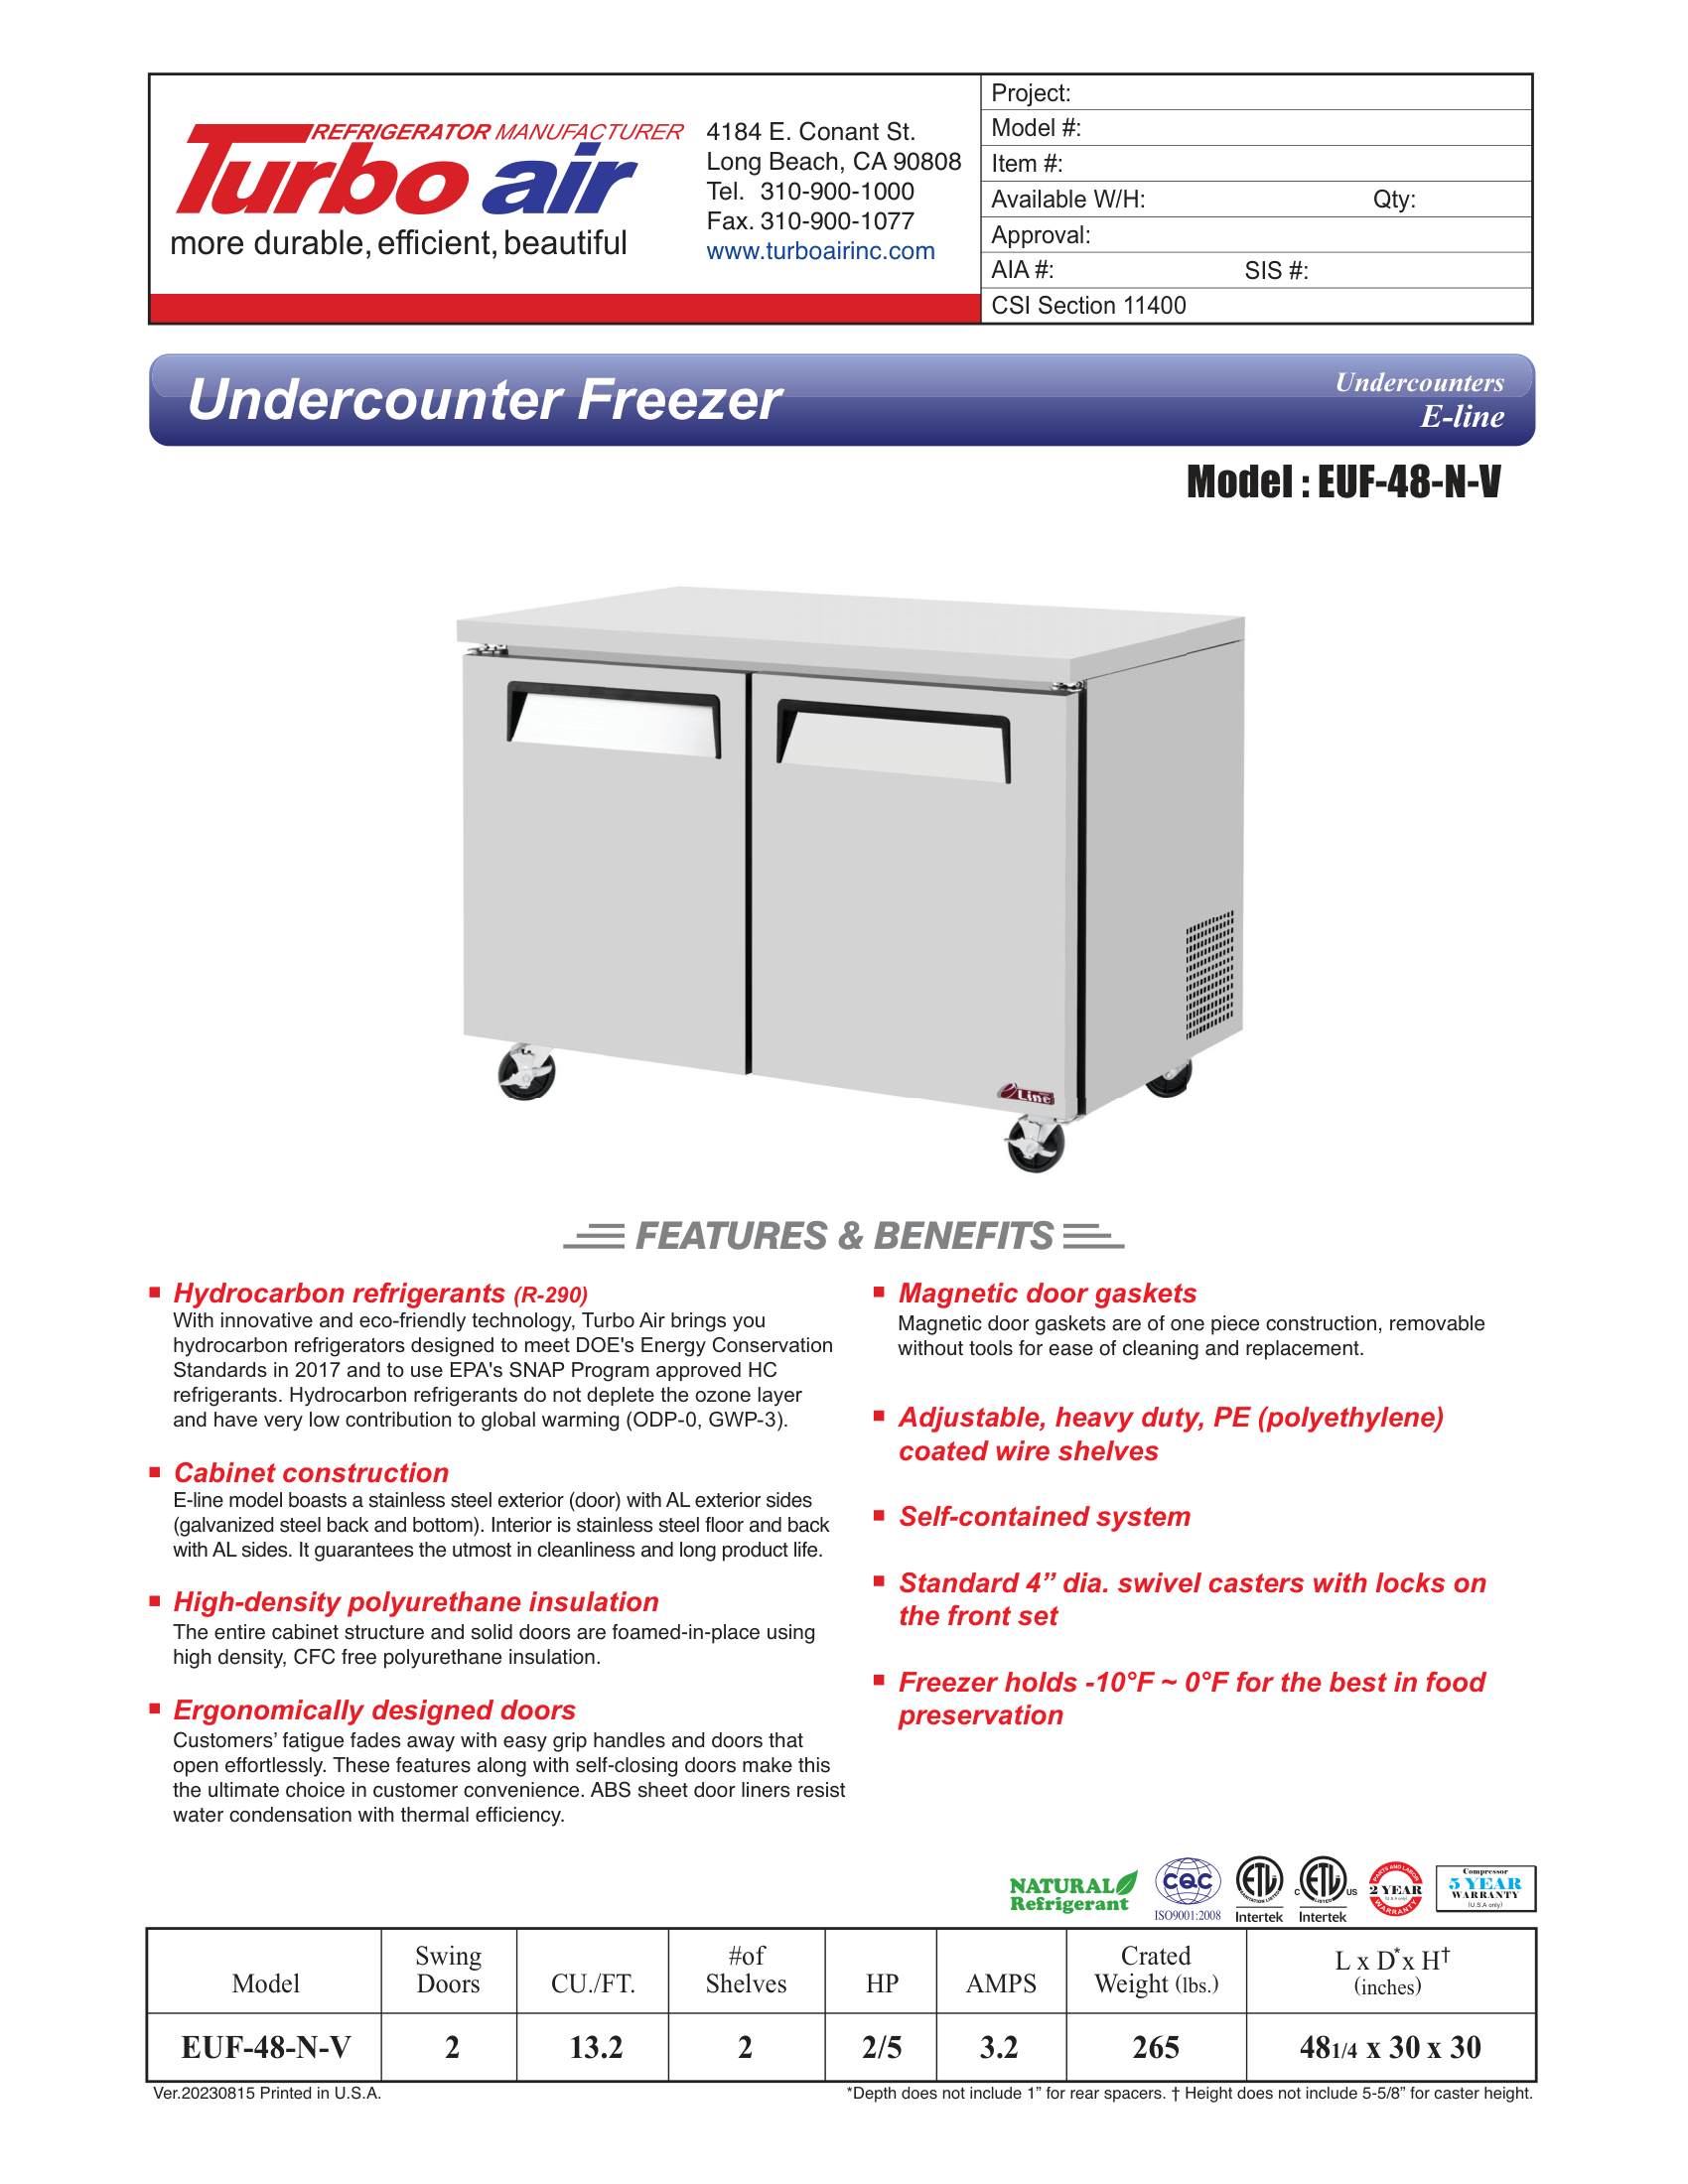 REFRIGERATOR MANUFACTURER
Turbo air
more durable, efficient, beautiful
4184 E. Conant St.
Long Beach, CA 90808
Tel. 310-900-1000
Fax. 310-900-1077
www.turboairinc.com
Project:
Model #:
Item #:
Available W/H: Qty:
Approval:
AIA #: SIS #:
CSI Section 11400
Undercounter Freezer
Undercounters
E-line
Model : EUF-48-N-V
e Line
FEATURES & BENEFITS
Hydrocarbon refrigerants (R-290)
With innovative and eco-friendly technology, Turbo Air brings you
hydrocarbon refrigerators designed to meet DOE's Energy Conservation
Standards in 2017 and to use EPA's SNAP Program approved HC
refrigerants. Hydrocarbon refrigerants do not deplete the ozone layer
and have very low contribution to global warming (ODP-0, GWP-3).
Cabinet construction
E-line model boasts a stainless steel exterior (door) with AL exterior sides
(galvanized steel back and bottom). Interior is stainless steel floor and back
with AL sides. It guarantees the utmost in cleanliness and long product life.
High-density polyurethane insulation
The entire cabinet structure and solid doors are foamed-in-place using
high density, CFC free polyurethane insulation.
Ergonomically designed doors
Customers’ fatigue fades away with easy grip handles and doors that
open effortlessly. These features along with self-closing doors make this
the ultimate choice in customer convenience. ABS sheet door liners resist
water condensation with thermal efficiency.
Magnetic door gaskets
Magnetic door gaskets are of one piece construction, removable
without tools for ease of cleaning and replacement.
Adjustable, heavy duty, PE (polyethylene)
coated wire shelves
Self-contained system
Standard 4” dia. swivel casters with locks on
the front set
Freezer holds -10°F ~ 0°F for the best in food
preservation
NATURAL
Refrigerant
CQC
ISO9001:2008
ETL
SANITATION LISTED
Intertek
C ETL US
LISTED
Intertek
PARTS AND LABOR
2 YEAR
(U.S.A only)
WARRANTY
Compressor
5 YEAR
WARRANTY
(U.S.A only)
Model Swing Doors CU./FT. #of Shelves HP AMPS Crated Weight (lbs.) L x D* x H† (inches)
EUF-48-N-V 2 13.2 2 2/5 3.2 265 48 1/4 x 30 x 30
Ver.20230815 Printed in U.S.A.
*Depth does not include 1” for rear spacers. † Height does not include 5-5/8” for caster height.